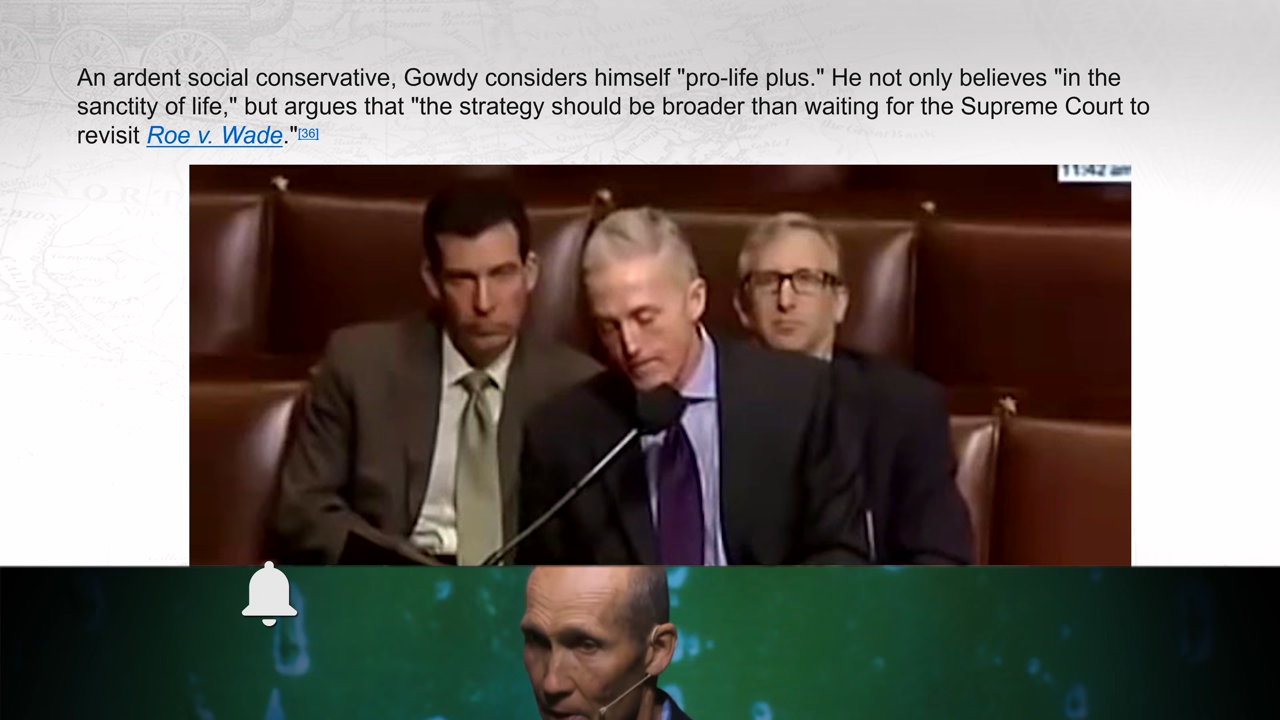 An ardent social conservative, Gowdy considers himself "pro-life plus." He not only believes "in the
sanctity of life," but argues that "the strategy should be broader than waiting for the Supreme Court to
revisit Roe v. Wade."[36]
11:42 am